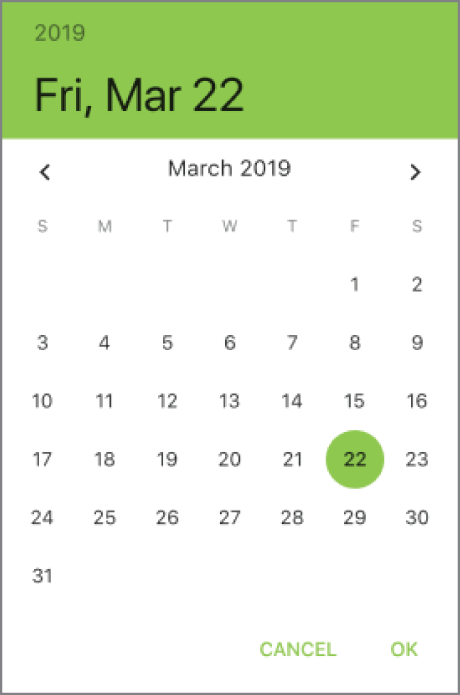 2019
Fri, Mar 22
March 2019
S M T W T F S
1 2
3 4 5 6 7 8 9
10 11 12 13 14 15 16
17 18 19 20 21 22 23
24 25 26 27 28 29 30
31
CANCEL OK